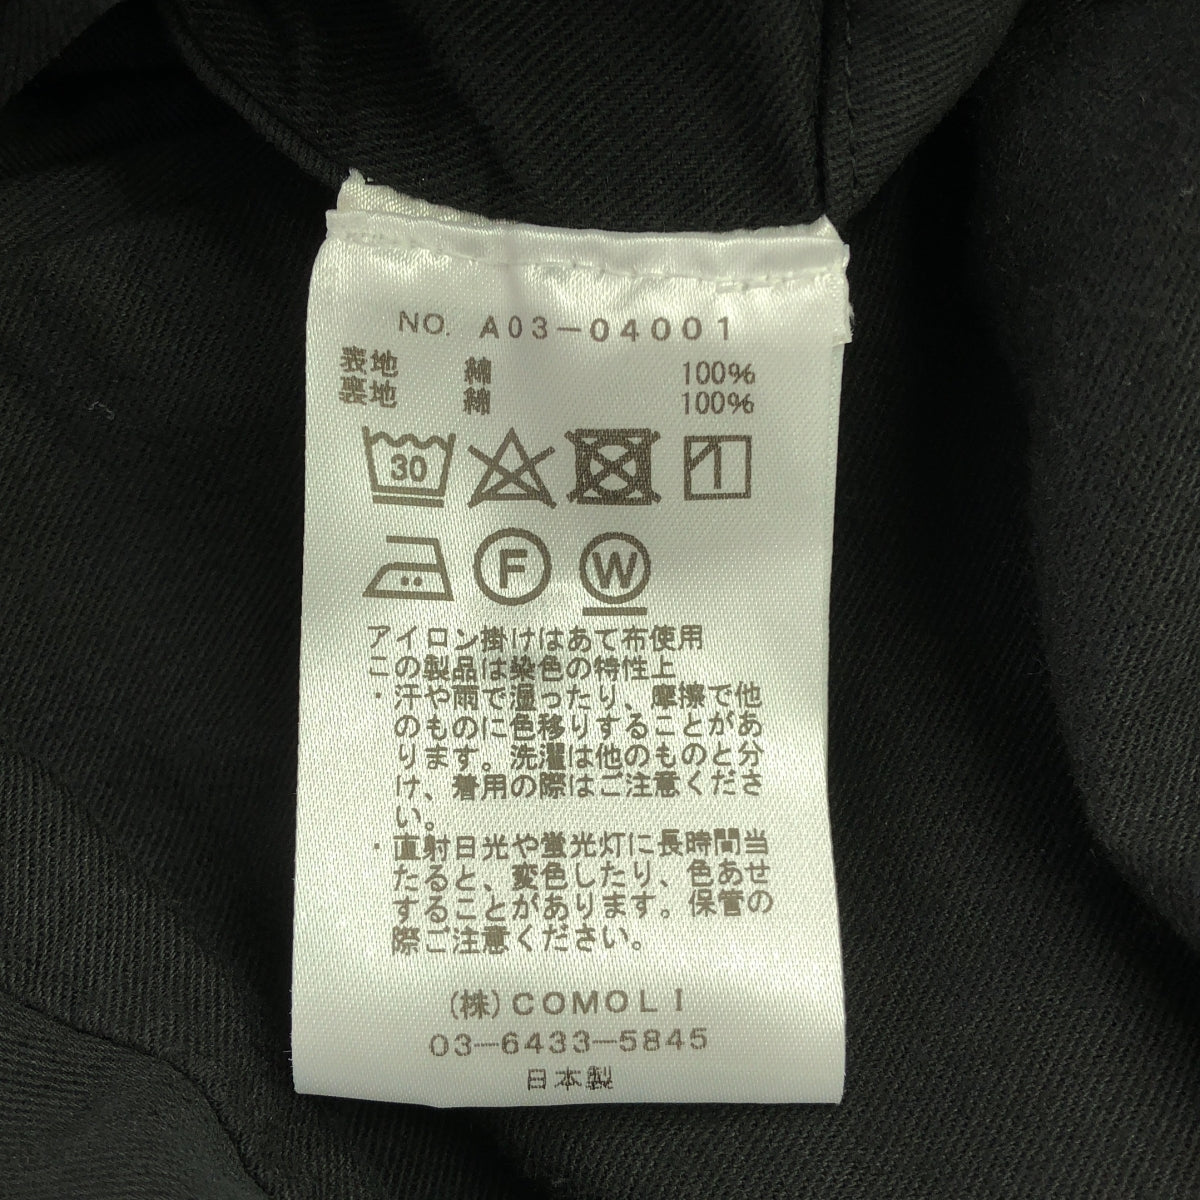 NO. A03-04001
表地 綿 100%
裏地 綿 100%
30
F W
アイロン掛けはあて布使用
この製品は染色の特性上
・汗や雨で湿ったり、摩擦で他
のものに色移りすることがあ
ります。洗濯は他のものと分
け、着用の際はご注意くださ
い。
・直射日光や蛍光灯に長時間当
たると、変色したり、色あせ
することがあります。保管の
際ご注意ください。
(株)COMOLI
03-6433-5845
日本製